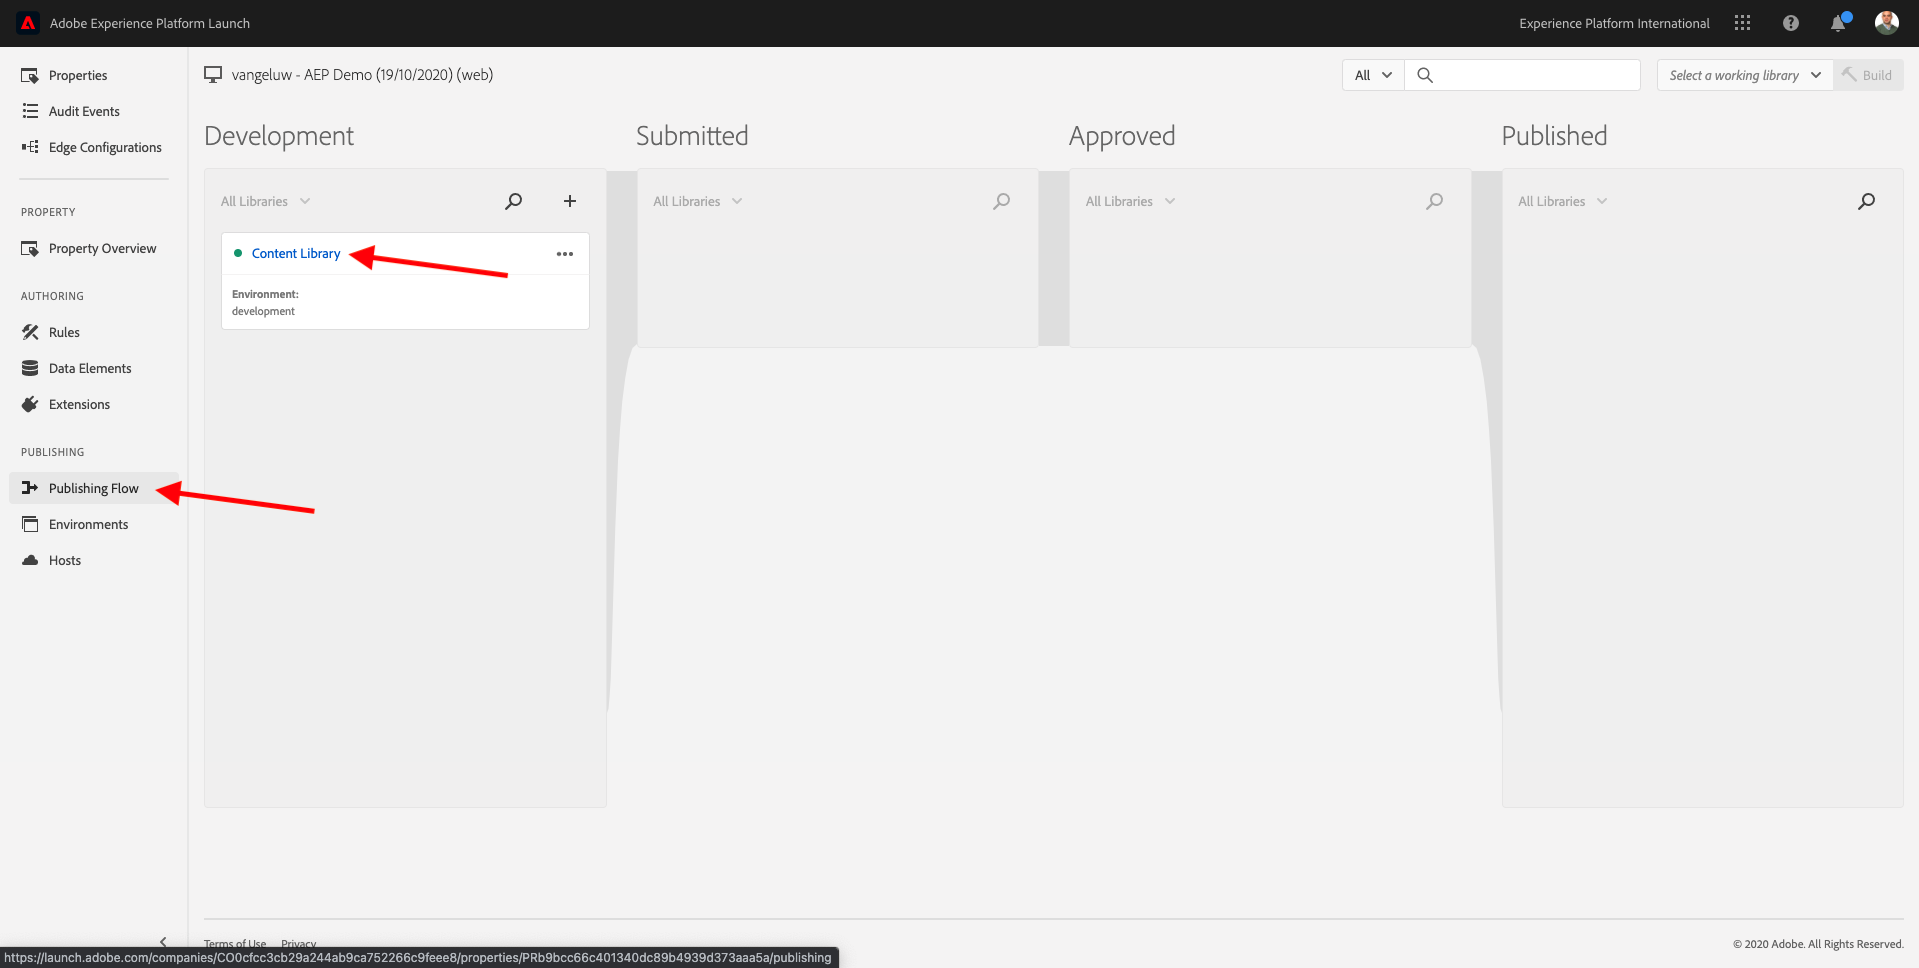 Adobe Experience Platform Launch
Experience Platform International
Properties
Audit Events
Edge Configurations
PROPERTY
Property Overview
AUTHORING
Rules
Data Elements
Extensions
PUBLISHING
Publishing Flow
Environments
Hosts
vangeluw - AEP Demo (19/10/2020) (web)
All
Select a working library
Build
Development
Submitted
Approved
Published
All Libraries
All Libraries
All Libraries
All Libraries
Content Library
Environment:
development
Terms of Use Privacy
© 2020 Adobe. All Rights Reserved.
https://launch.adobe.com/companies/CO0cfcc3cb29a244ab9ca752266c9feee8/properties/PRb9bcc66c401340dc89b4939d373aaa5a/publishing